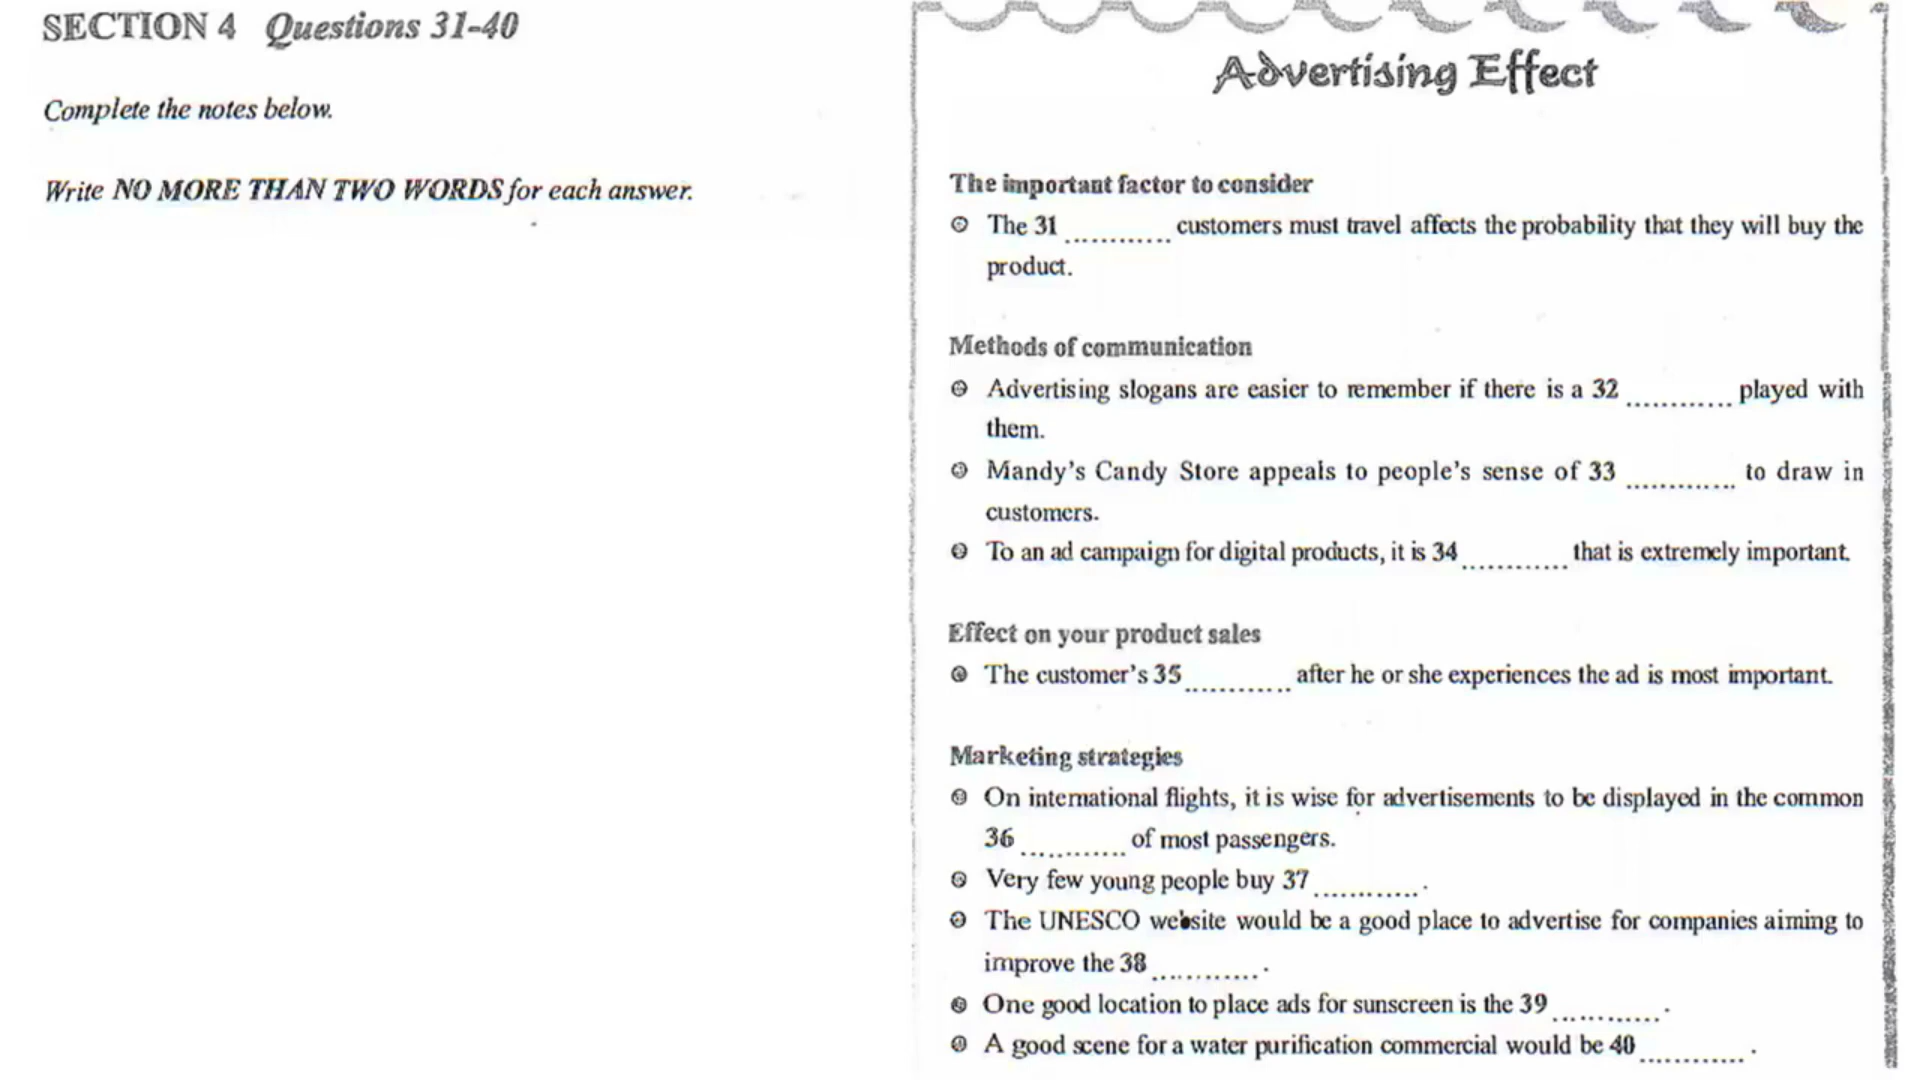 SECTION 4 Questions 31-40
Complete the notes below.
Write NO MORE THAN TWO WORDS for each answer.
Advertising Effect
The important factor to consider
The 31 ............ customers must travel affects the probability that they will buy the
product.
Methods of communication
Advertising slogans are easier to remember if there is a 32 ............ played with
them.
Mandy's Candy Store appeals to people's sense of 33 ............ to draw in
customers.
To an ad campaign for digital products, it is 34 ............ that is extremely important.
Effect on your product sales
The customer's 35 ............ after he or she experiences the ad is most important.
Marketing strategies
On international flights, it is wise for advertisements to be displayed in the common
36 ............ of most passengers.
Very few young people buy 37 ............ .
The UNESCO website would be a good place to advertise for companies aiming to
improve the 38 ............ .
One good location to place ads for sunscreen is the 39 ............ .
A good scene for a water purification commercial would be 40 ............ .